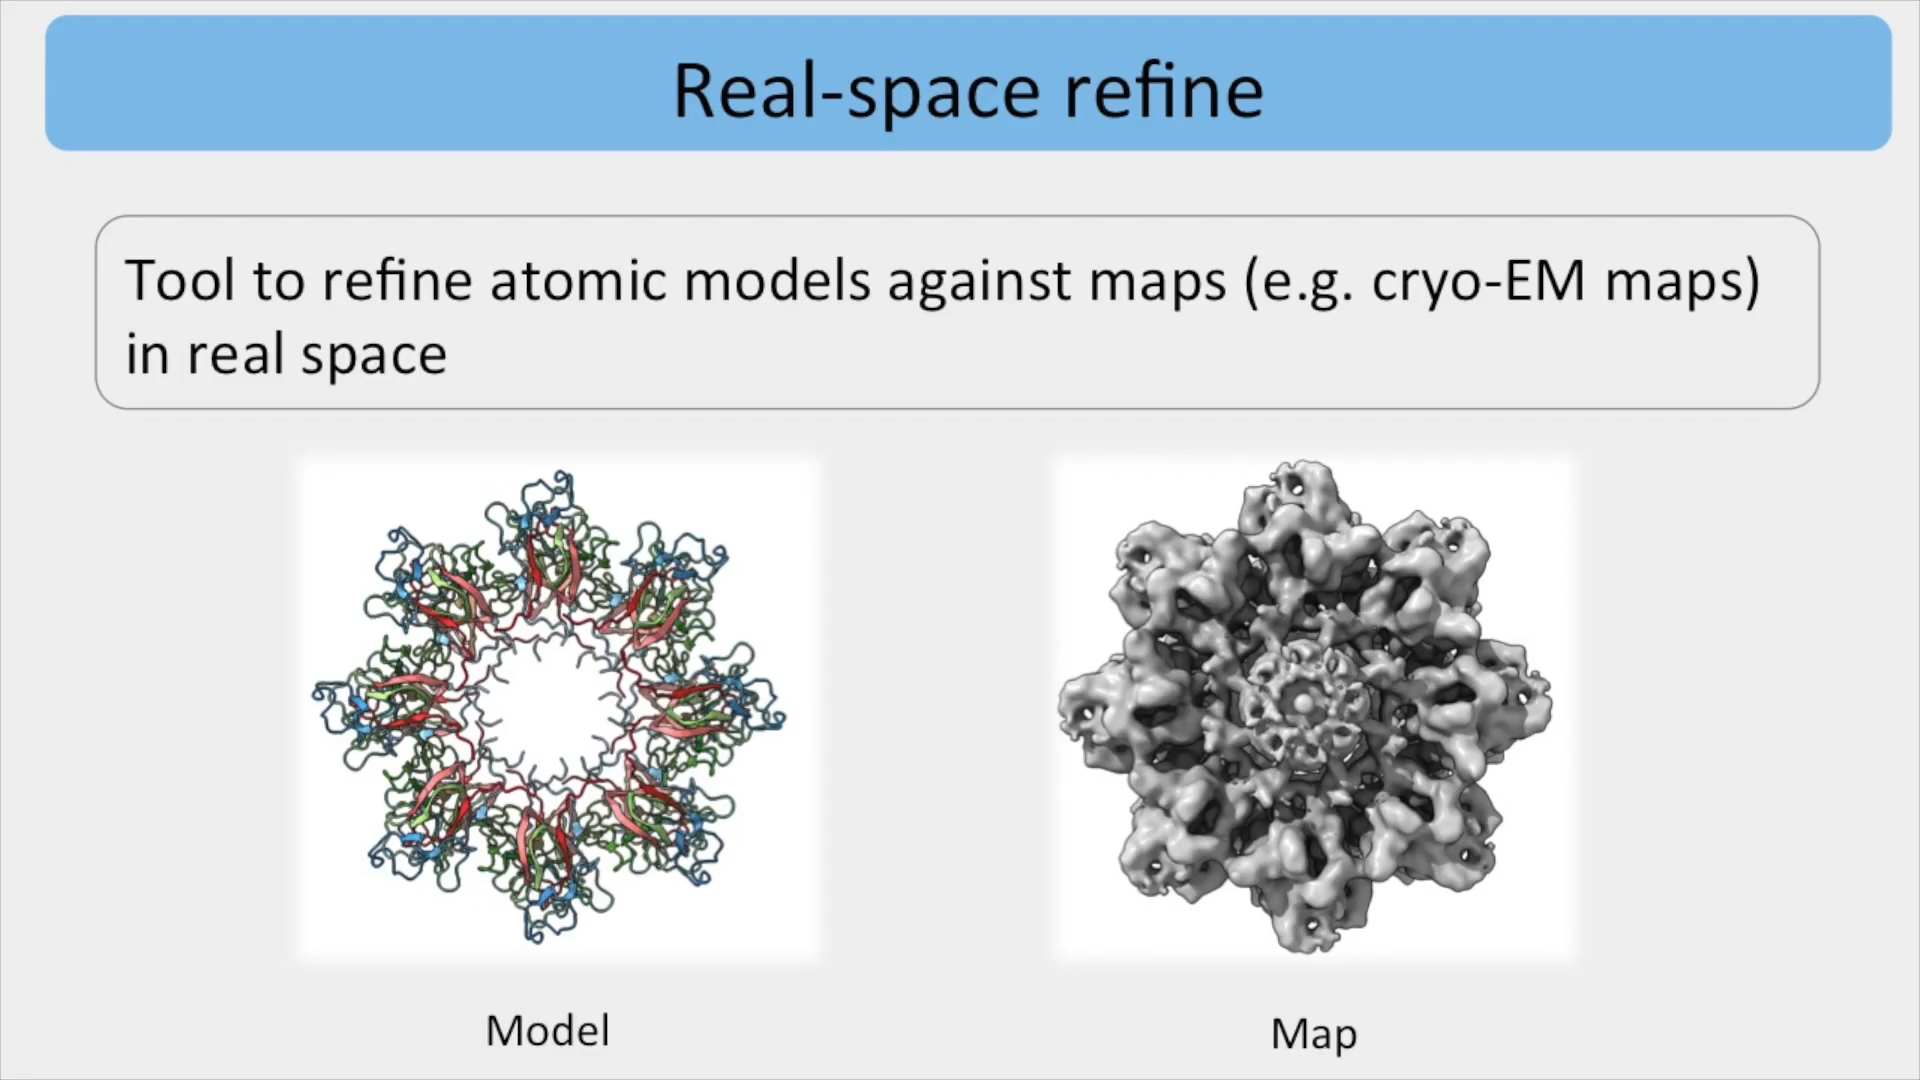 Real-space refine
Tool to refine atomic models against maps (e.g. cryo-EM maps)
in real space
Model
Map